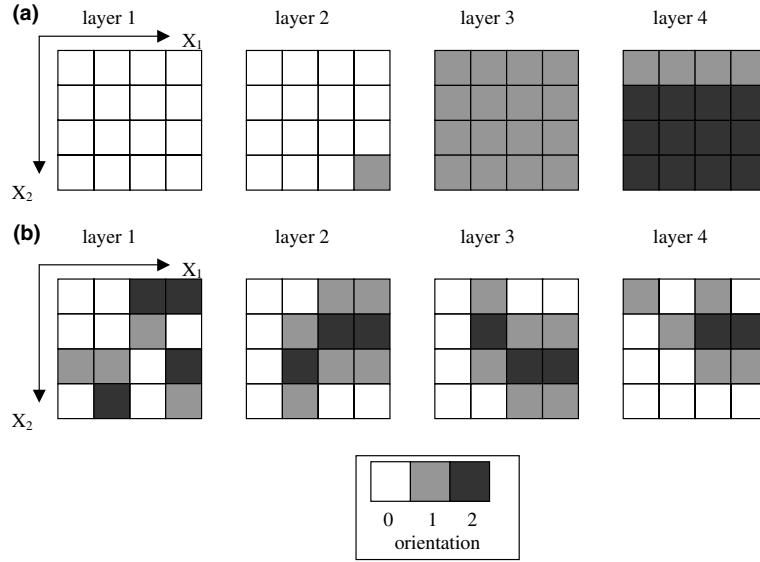 (a) layer 1 layer 2 layer 3 layer 4
X1
X2
(b) layer 1 layer 2 layer 3 layer 4
X1
X2
0 1 2
orientation